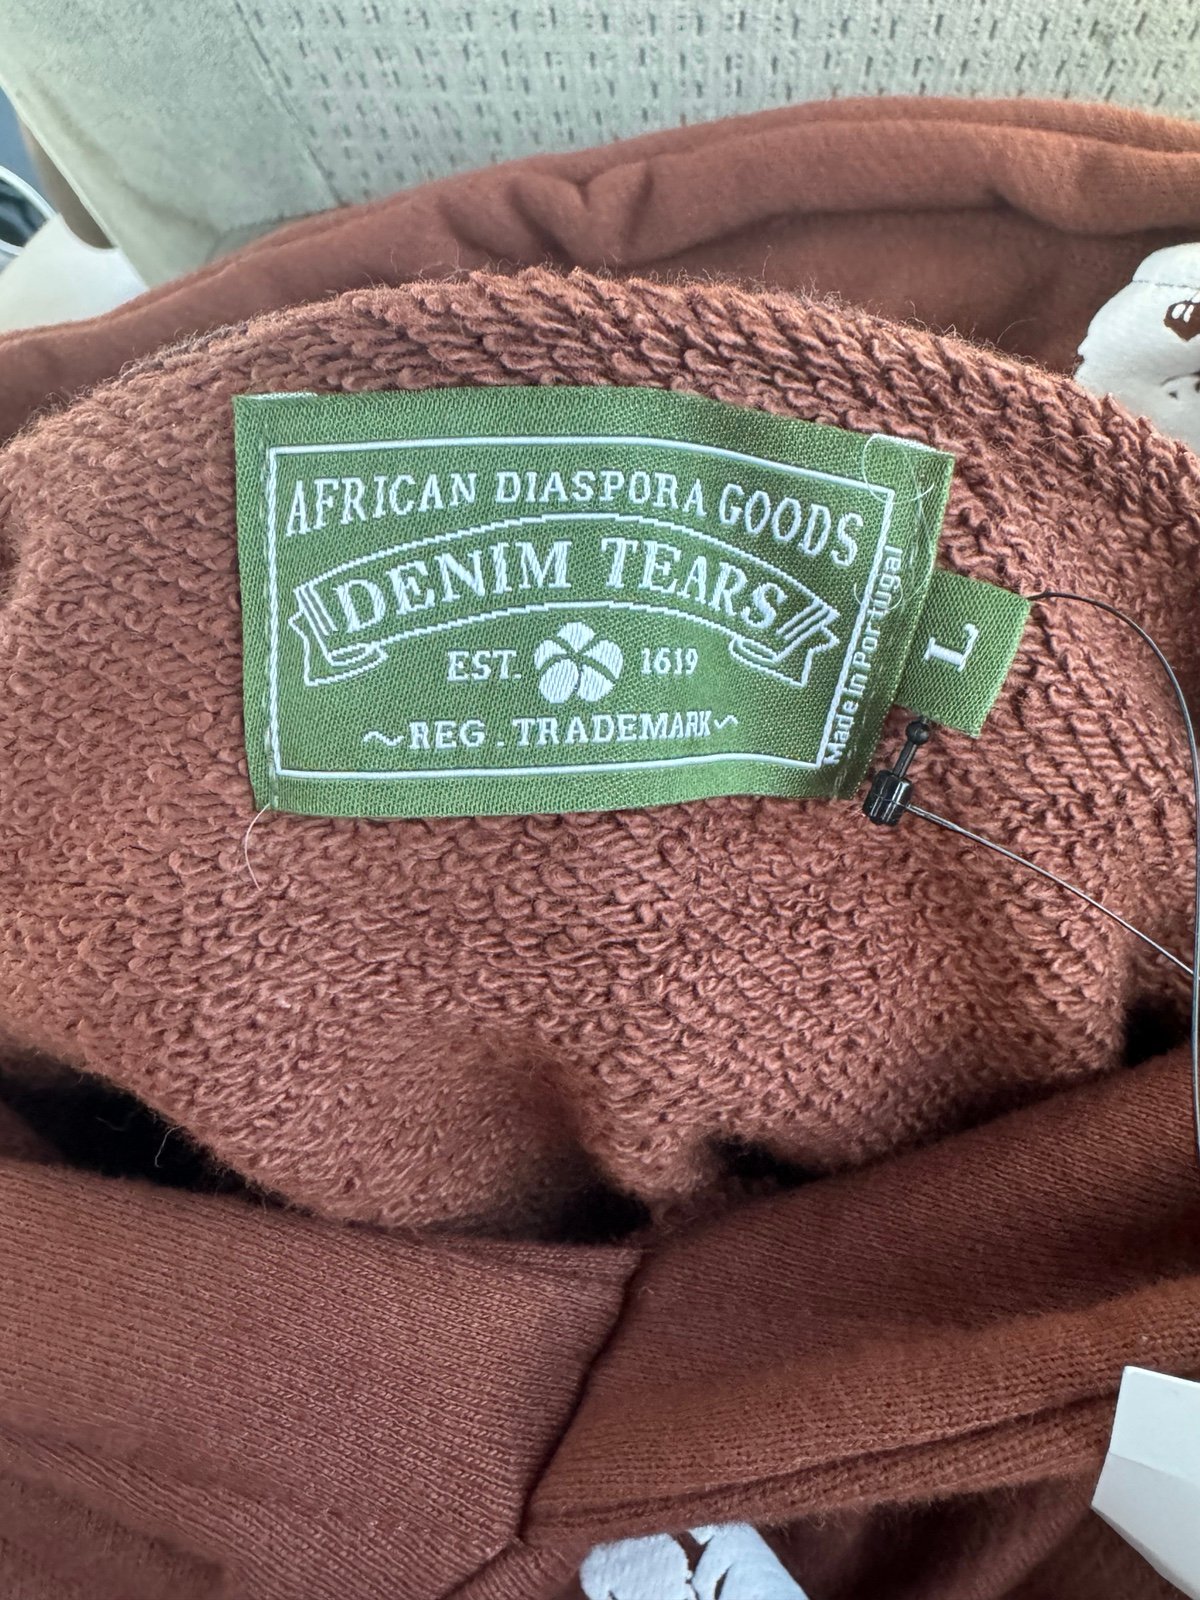 AFRICAN DIASPORA GOODS
DENIM TEARS
EST. 1619
~REG. TRADEMARK~
Made In Portugal
L